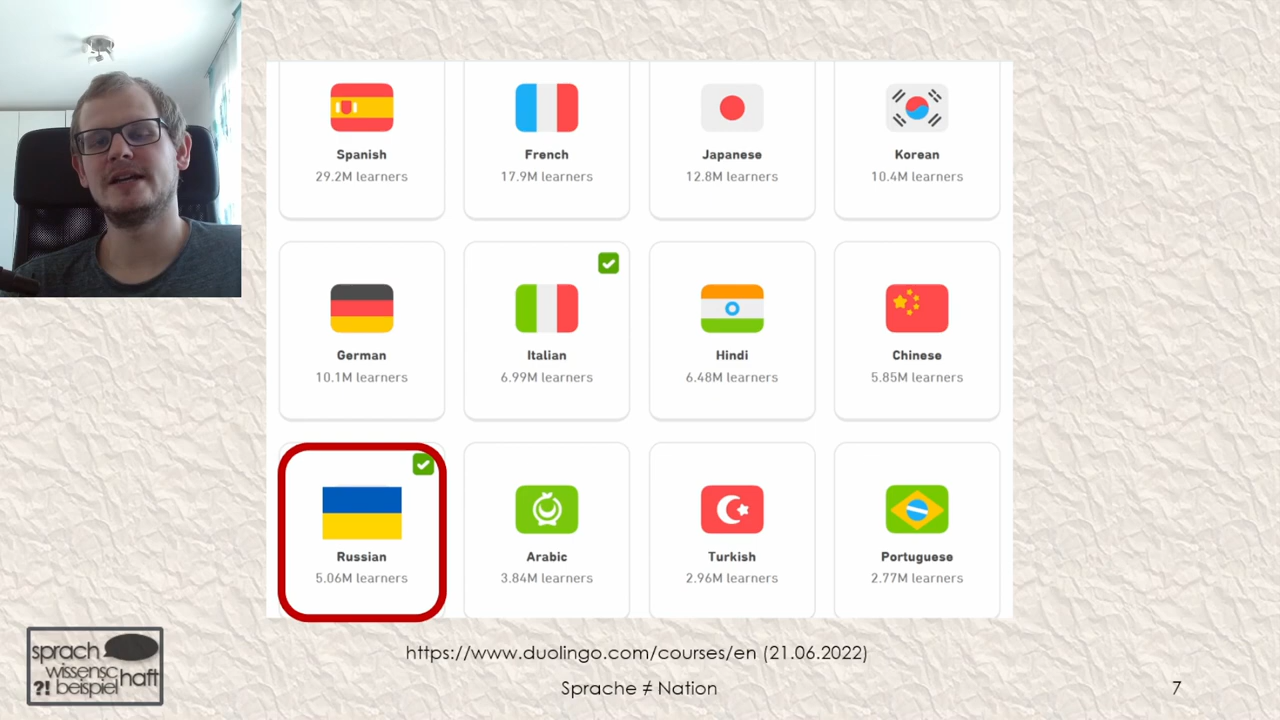 Spanish
29.2M learners
French
17.9M learners
Japanese
12.8M learners
Korean
10.4M learners
German
10.1M learners
Italian
6.99M learners
Hindi
6.48M learners
Chinese
5.85M learners
Russian
5.06M learners
Arabic
3.84M learners
Turkish
2.96M learners
Portuguese
2.77M learners
sprach
wissensc
haft
?! beispiel
https://www.duolingo.com/courses/en (21.06.2022)
Sprache ≠ Nation
7